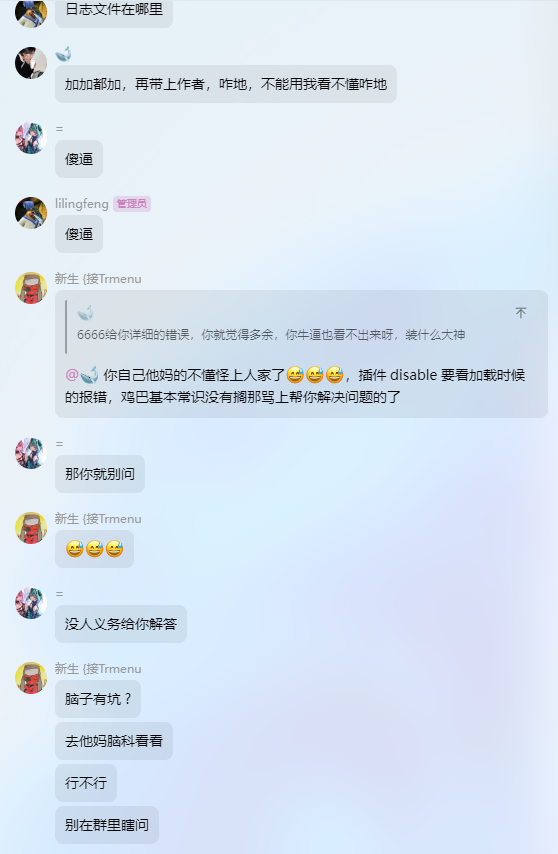 日志文件在哪里
加加都加，再带上作者，咋地，不能用我看不懂咋地
=
傻逼
lilingfeng 管理员
傻逼
新生 {接Trmenu
6666给你详细的错误，你就觉得多余，你牛逼也看不出来呀，装什么大神
@🐳 你自己他妈的不懂怪上人家了😅😅😅，插件 disable 要看加载时候
的报错，鸡巴基本常识没有搁那骂上帮你解决问题的了
=
那你就别问
新生 {接Trmenu
😅😅😅
=
没人义务给你解答
新生 {接Trmenu
脑子有坑？
去他妈脑科看看
行不行
别在群里瞎问